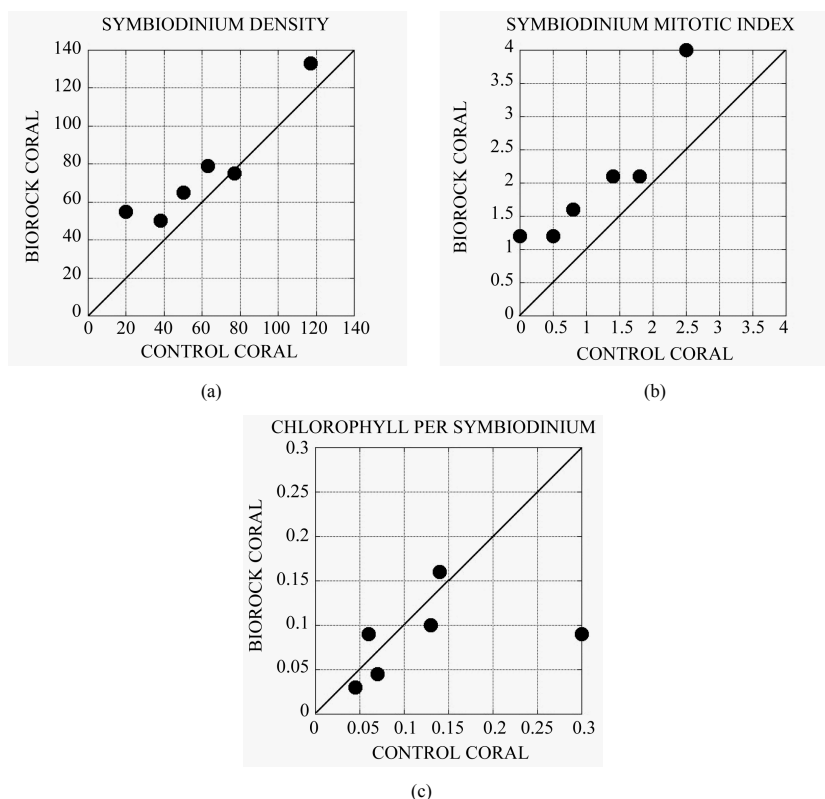 SYMBIODINIUM DENSITY
140
120
100
80
60
40
20
0
0 20 40 60 80 100 120 140
BIOROCK CORAL
CONTROL CORAL
(a)
SYMBIODINIUM MITOTIC INDEX
4
3.5
3
2.5
2
1.5
1
0.5
0
0 0.5 1 1.5 2 2.5 3 3.5 4
BIOROCK CORAL
CONTROL CORAL
(b)
CHLOROPHYLL PER SYMBIODINIUM
0.3
0.25
0.2
0.15
0.1
0.05
0
0 0.05 0.1 0.15 0.2 0.25 0.3
BIOROCK CORAL
CONTROL CORAL
(c)